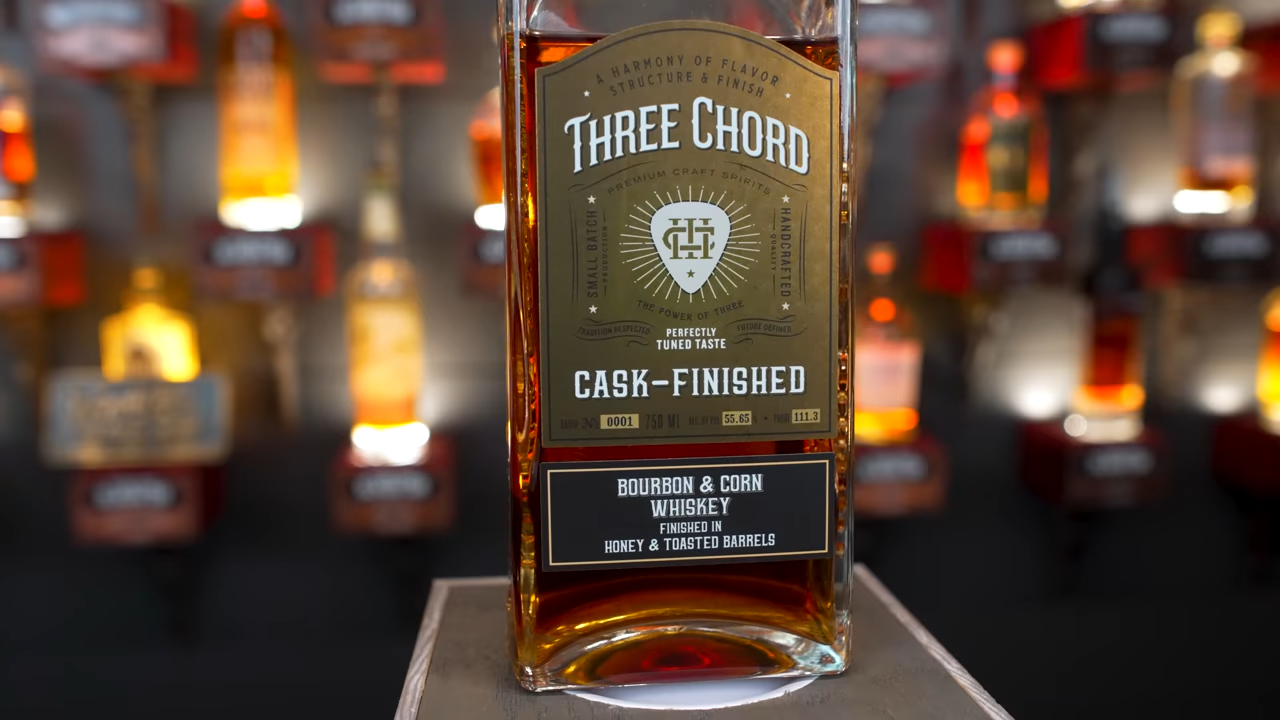 A HARMONY OF FLAVOR
STRUCTURE & FINISH
THREE CHORD
PREMIUM CRAFT SPIRITS
SMALL BATCH
PRODUCTION
HANDCRAFTED
QUALITY
THE POWER OF THREE
TRADITION RESPECTED
FUTURE DEFINED
PERFECTLY
TUNED TASTE
CASK-FINISHED
0001 750 ML 55.65 % • 111.3
BOURBON & CORN
WHISKEY
FINISHED IN
HONEY & TOASTED BARRELS